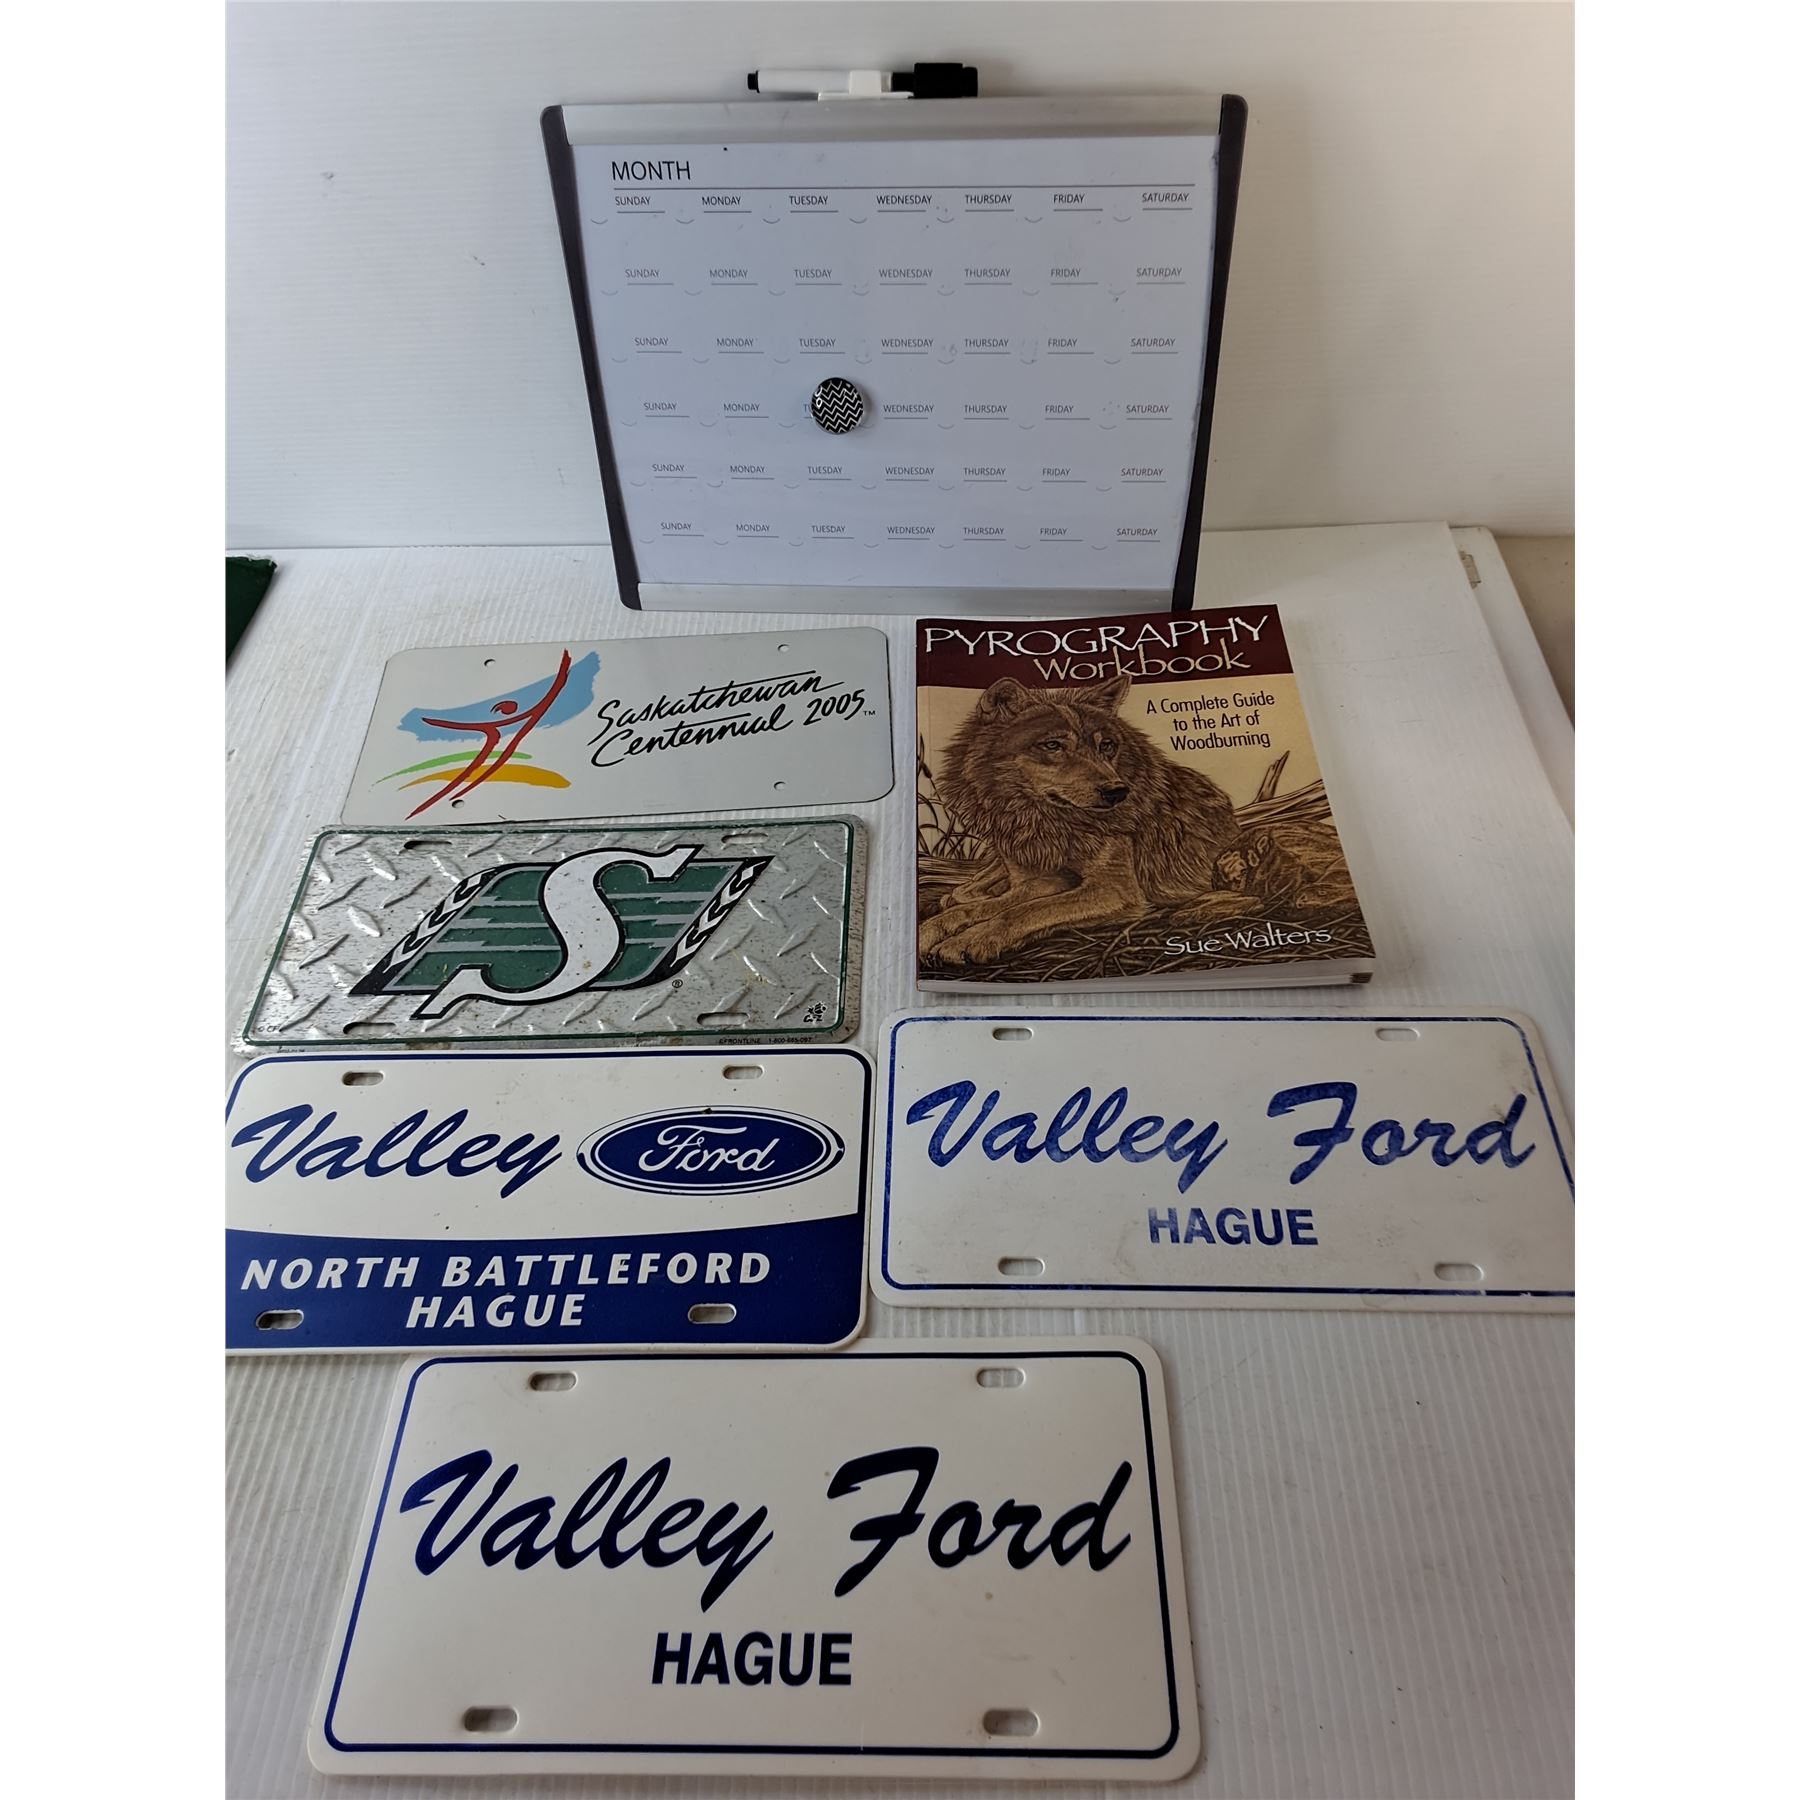 MONTH
SUNDAY MONDAY TUESDAY WEDNESDAY THURSDAY FRIDAY SATURDAY
SUNDAY MONDAY TUESDAY WEDNESDAY THURSDAY FRIDAY SATURDAY
SUNDAY MONDAY TUESDAY WEDNESDAY THURSDAY FRIDAY SATURDAY
SUNDAY MONDAY TU WEDNESDAY THURSDAY FRIDAY SATURDAY
SUNDAY MONDAY TUESDAY WEDNESDAY THURSDAY FRIDAY SATURDAY
SUNDAY MONDAY TUESDAY WEDNESDAY THURSDAY FRIDAY SATURDAY
Saskatchewan
Centennial 2005™
PYROGRAPHY
Workbook
A Complete Guide
to the Art of
Woodburning
Sue Walters
S
®
Valley Ford
NORTH BATTLEFORD
HAGUE
Valley Ford
HAGUE
Valley Ford
HAGUE